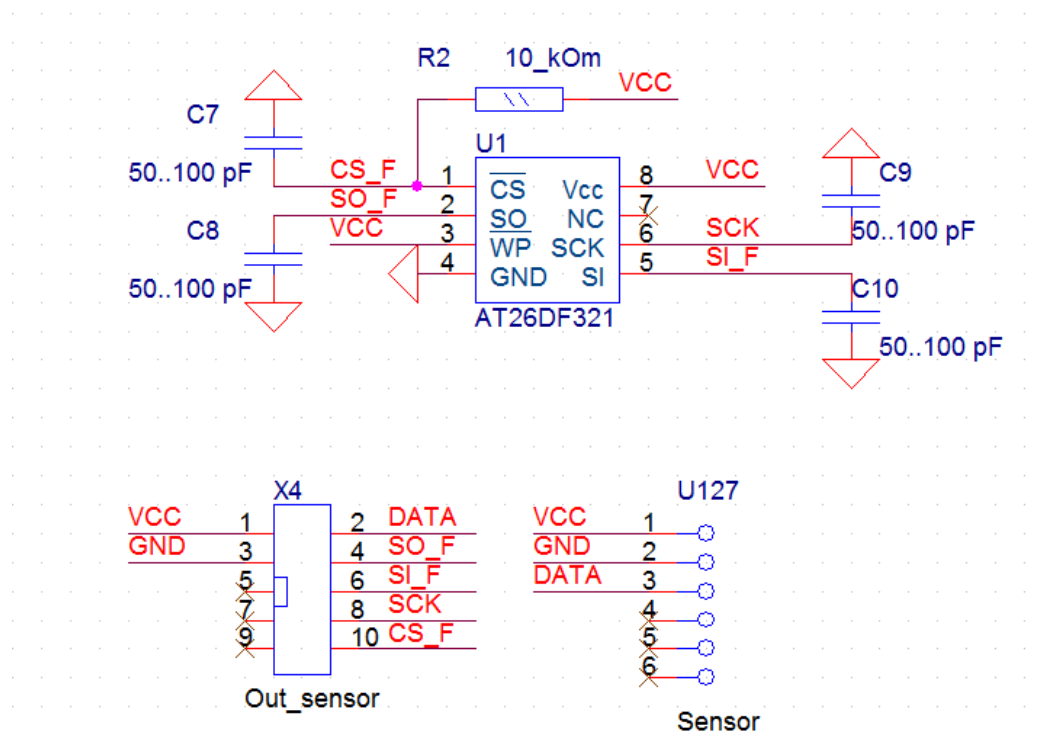 R2 10_kOm
VCC
C7
50..100 pF
CS_F
SO_F
VCC
C8
50..100 pF
U1
1 CS Vcc 8
2 SO NC 7
3 WP SCK 6
4 GND SI 5
AT26DF321
VCC
SCK
SI_F
C9
50..100 pF
C10
50..100 pF
X4
VCC 1 2 DATA
GND 3 4 SO_F
5 6 SI_F
7 8 SCK
9 10 CS_F
Out_sensor
U127
VCC 1
GND 2
DATA 3
4
5
6
Sensor